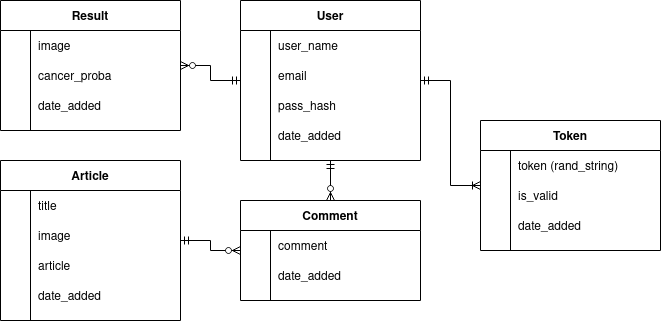 Result
image
cancer_proba
date_added
User
user_name
email
pass_hash
date_added
Token
token (rand_string)
is_valid
date_added
Article
title
image
article
date_added
Comment
comment
date_added